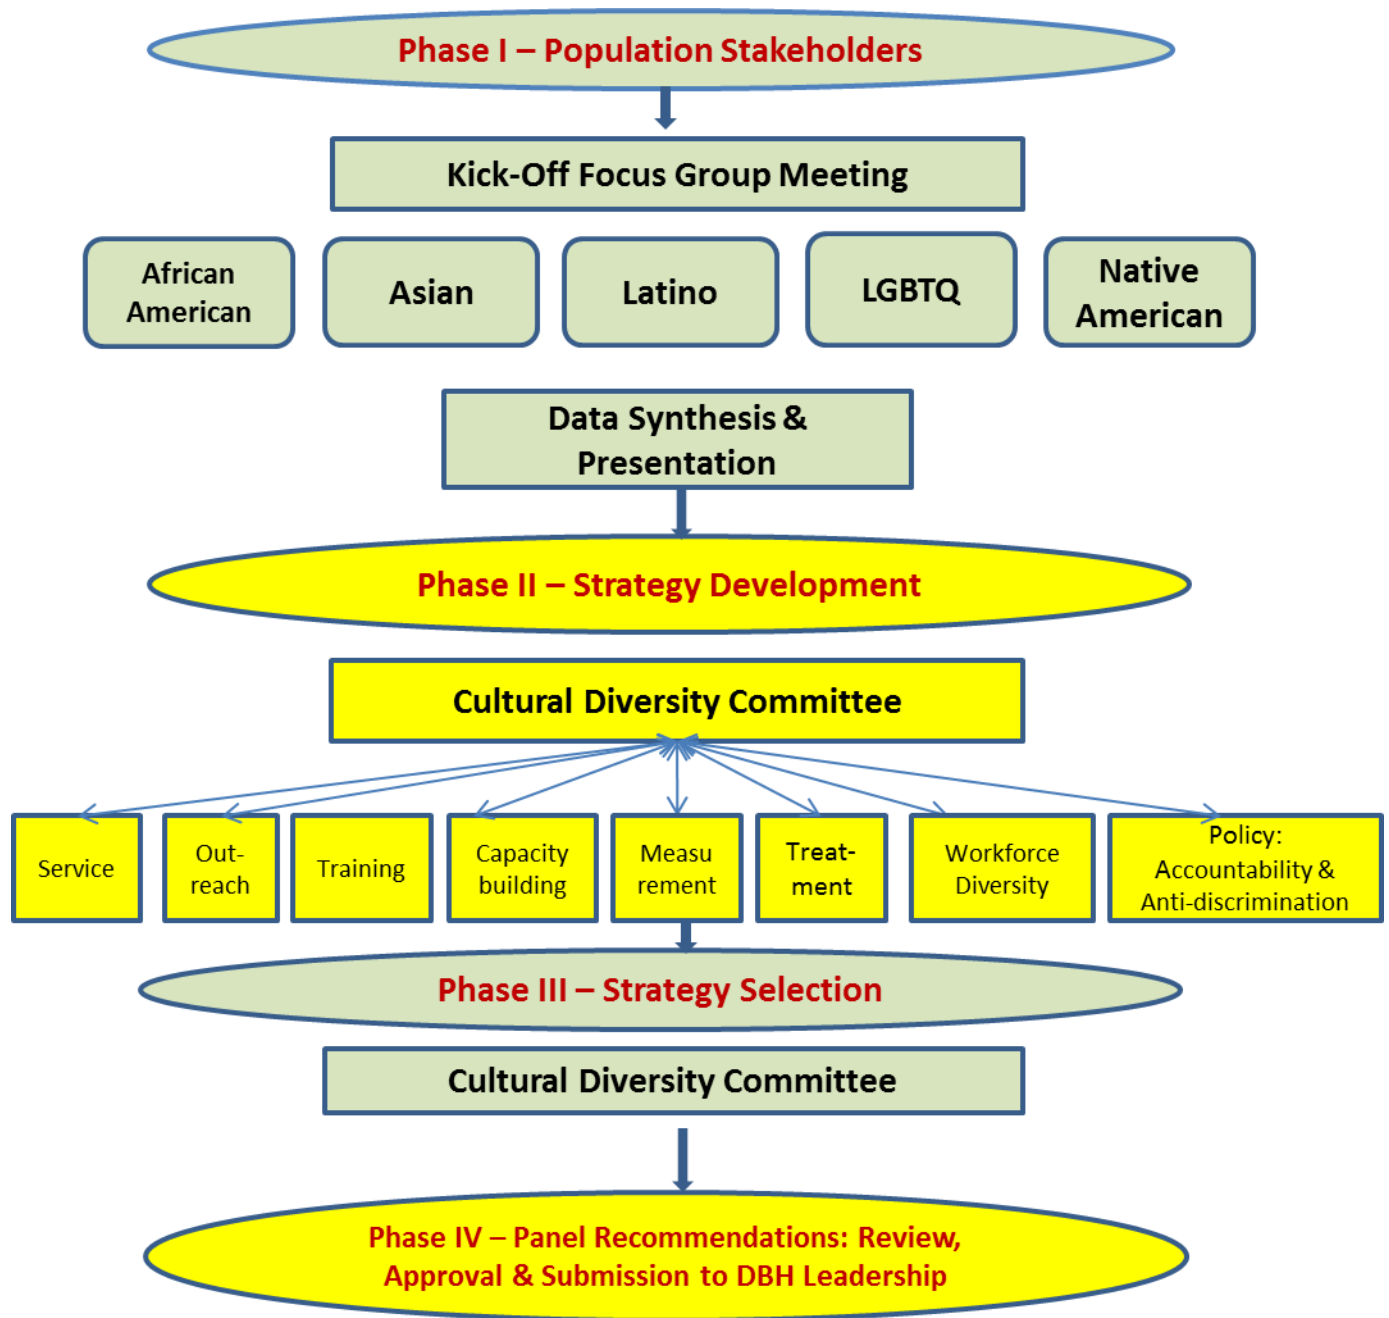 Phase I – Population Stakeholders
Kick-Off Focus Group Meeting
African
American
Asian
Latino
LGBTQ
Native
American
Data Synthesis &
Presentation
Phase II – Strategy Development
Cultural Diversity Committee
Service
Out-
reach
Training
Capacity
building
Measu
rement
Treat-
ment
Workforce
Diversity
Policy:
Accountability &
Anti-discrimination
Phase III – Strategy Selection
Cultural Diversity Committee
Phase IV – Panel Recommendations: Review,
Approval & Submission to DBH Leadership